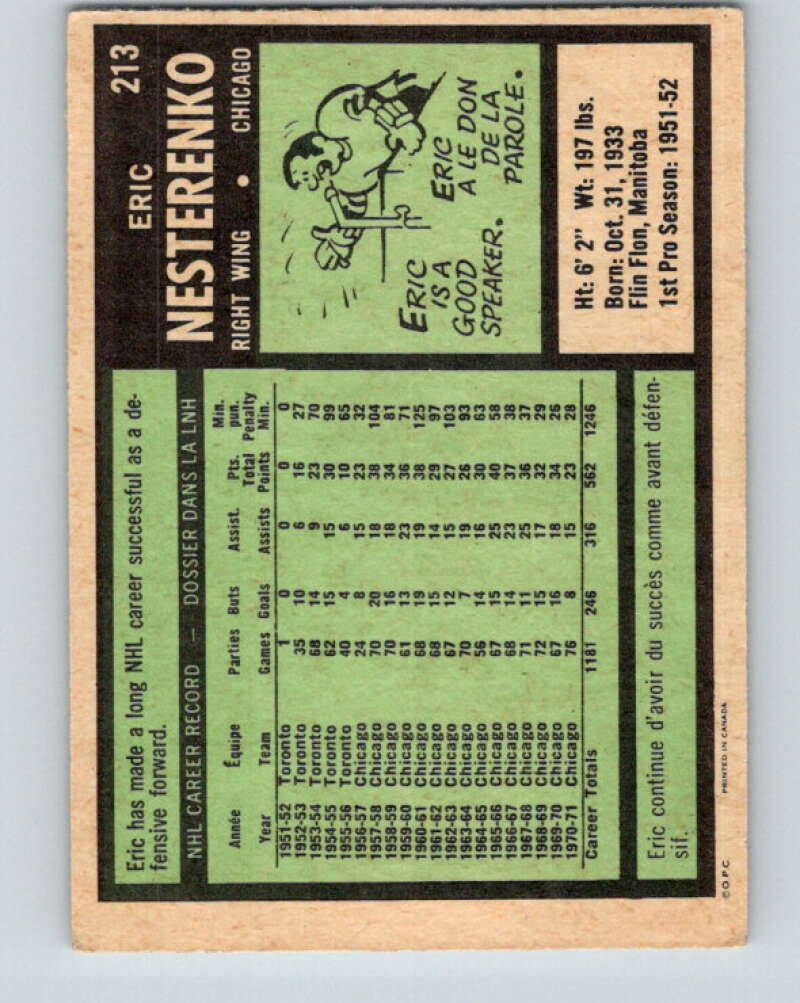 ERIC 213
NESTERENKO
RIGHT WING • CHICAGO
Eric has made a long NHL career successful as a de-
fensive forward.
NHL CAREER RECORD — DOSSIER DANS LA LNH
Année Équipe Parties Buts Assist. Pts. Min. pun.
Year Team Games Goals Assists Total Points Penalty Min.
1951-52 Toronto 1 0 0 0 0
1952-53 Toronto 35 10 6 16 27
1953-54 Toronto 68 14 9 23 70
1954-55 Toronto 62 15 15 30 99
1955-56 Toronto 40 4 6 10 65
1956-57 Chicago 24 8 15 23 32
1957-58 Chicago 70 20 18 38 104
1958-59 Chicago 70 16 18 34 81
1959-60 Chicago 61 13 23 36 71
1960-61 Chicago 68 19 19 38 125
1961-62 Chicago 68 15 14 29 97
1962-63 Chicago 67 12 15 27 103
1963-64 Chicago 70 7 19 26 93
1964-65 Chicago 56 14 16 30 63
1965-66 Chicago 67 15 25 40 58
1966-67 Chicago 68 14 23 37 38
1967-68 Chicago 71 11 25 36 37
1968-69 Chicago 72 15 17 32 29
1969-70 Chicago 67 16 18 34 26
1970-71 Chicago 76 8 15 23 28
Career Totals 1181 246 316 562 1246
Eric continue d'avoir du succès comme avant défen-
sif.
ERIC
IS A
GOOD
SPEAKER.
ERIC
A LE DON
DE LA
PAROLE.
Ht: 6' 2" Wt: 197 lbs.
Born: Oct. 31, 1933
Flin Flon, Manitoba
1st Pro Season: 1951-52
© O.P.C. PRINTED IN CANADA